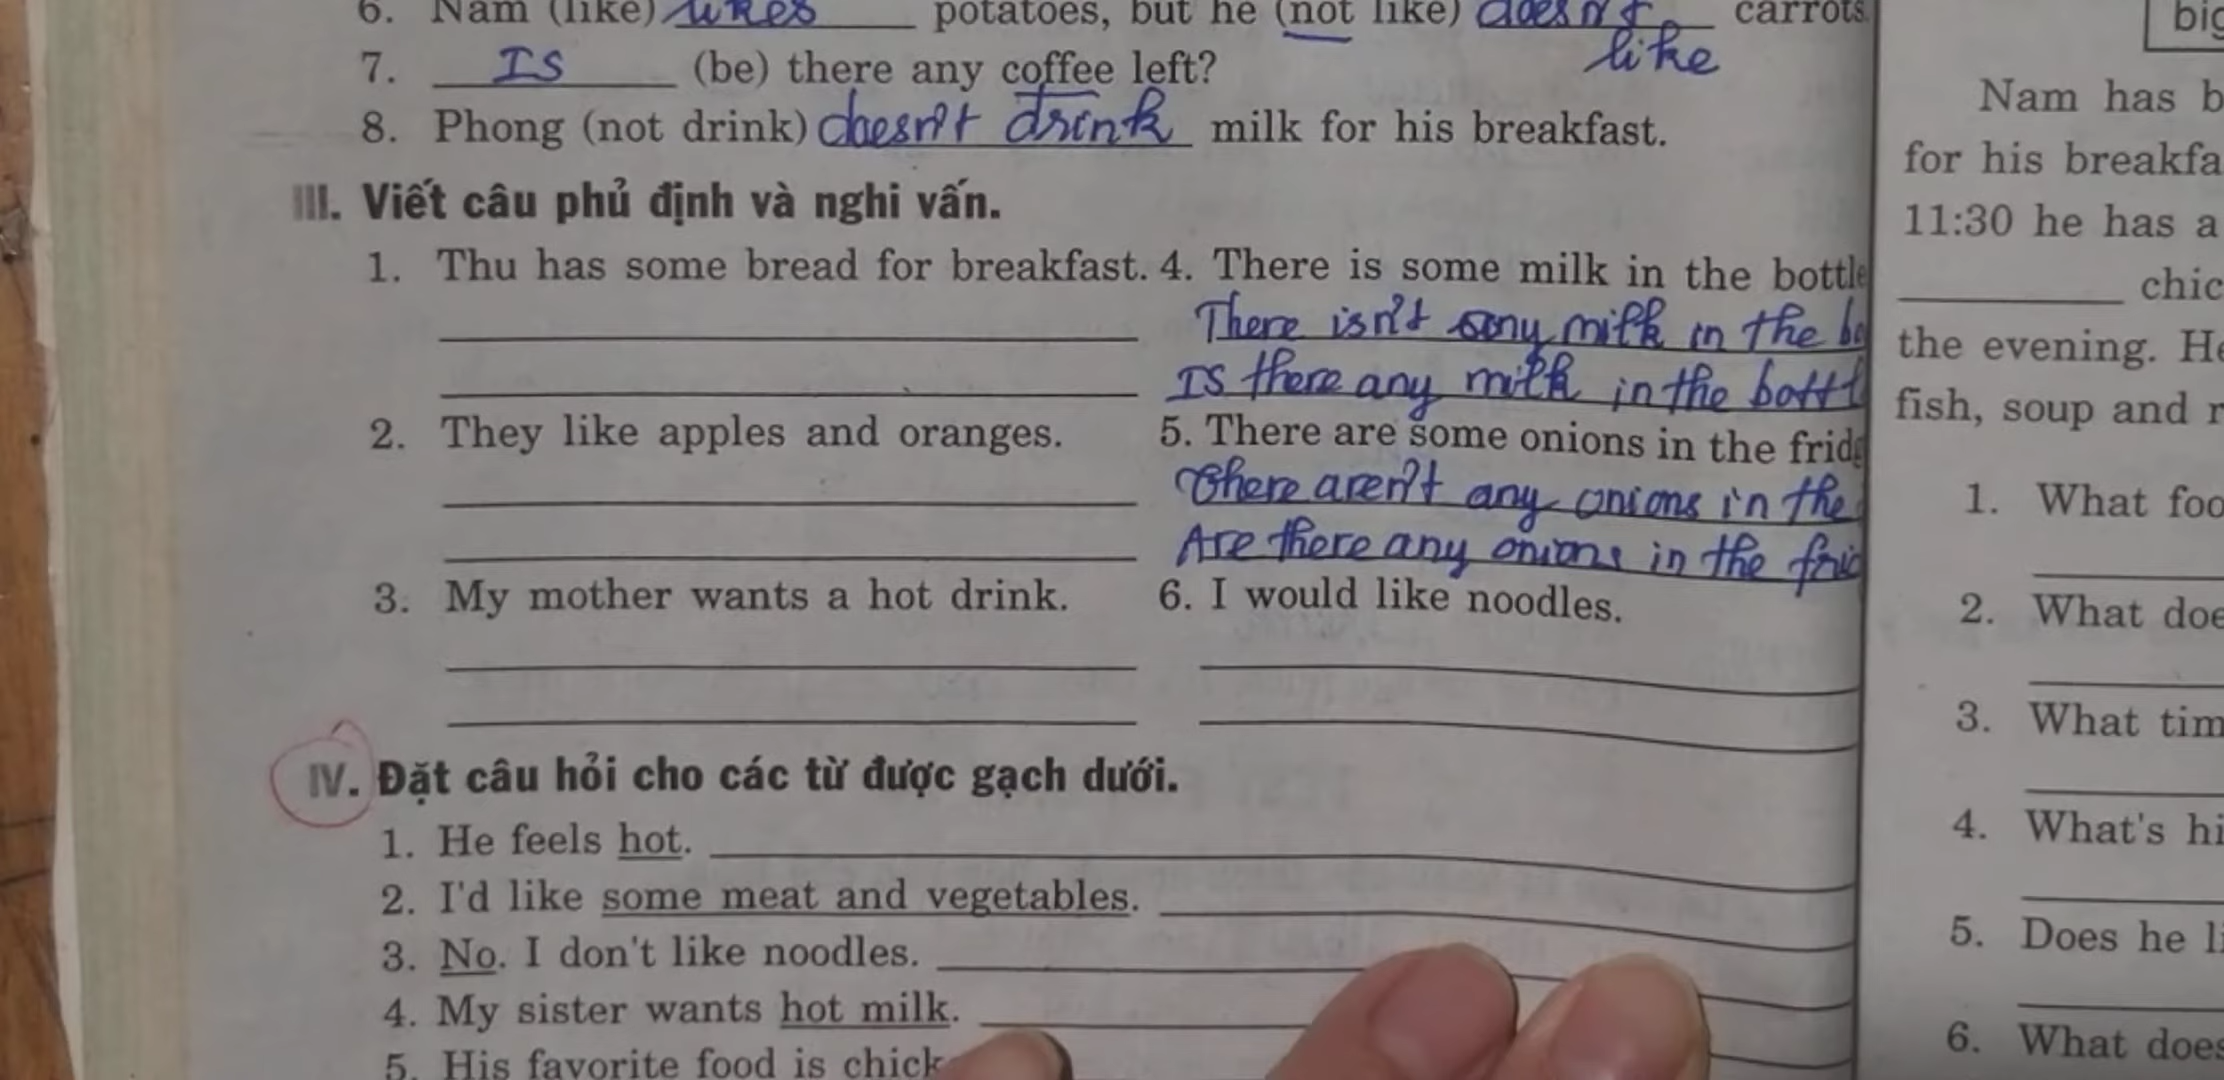 6. Nam (like) likes potatoes, but he (not like) doesn't carrots.
like
7. Is (be) there any coffee left?
8. Phong (not drink) doesn't drink milk for his breakfast.
III. Viết câu phủ định và nghi vấn.
1. Thu has some bread for breakfast.
2. They like apples and oranges.
3. My mother wants a hot drink.
4. There is some milk in the bottle
There isn't any milk in the
Is there any milk in the bottl
5. There are some onions in the
There aren't any onions in the
Are there any onions in the
6. I would like noodles.
IV. Đặt câu hỏi cho các từ được gạch dưới.
1. He feels hot.
2. I'd like some meat and vegetables.
3. No. I don't like noodles.
4. My sister wants hot milk.
5. His favorite food is
big
Nam has b
for his
11:30 he has a
chic
the evening. He
fish, soup and
1. What foo
2. What doe
3. What tim
4. What's hi
5. Does he li
6. What does